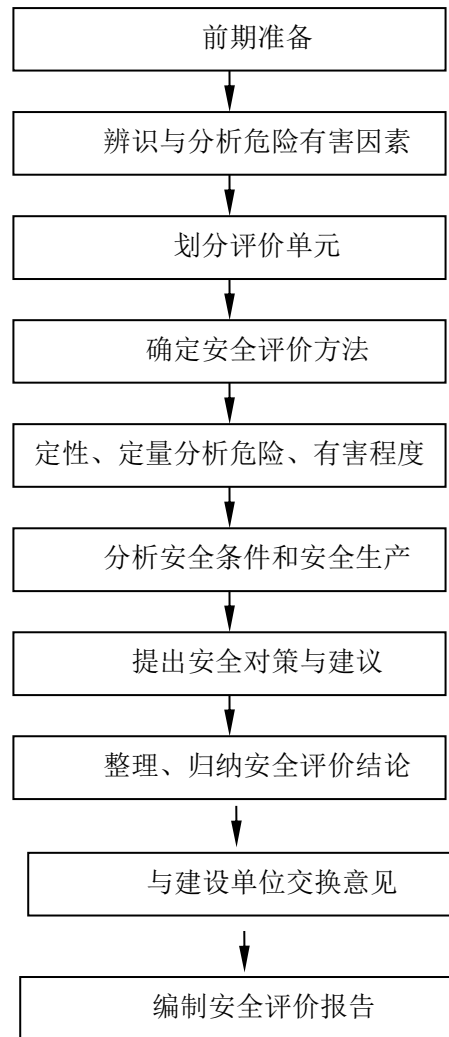 前期准备
辨识与分析危险有害因素
划分评价单元
确定安全评价方法
定性、定量分析危险、有害程度
分析安全条件和安全生产
提出安全对策与建议
整理、归纳安全评价结论
与建设单位交换意见
编制安全评价报告